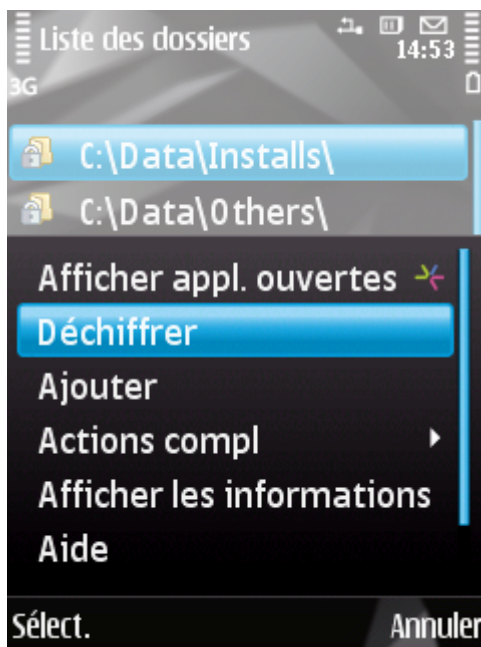 Liste des dossiers
14:53
3G
C:\Data\Installs\
C:\Data\Others\
Afficher appl. ouvertes
Déchiffrer
Ajouter
Actions compl
Afficher les informations
Aide
Sélect. Annuler